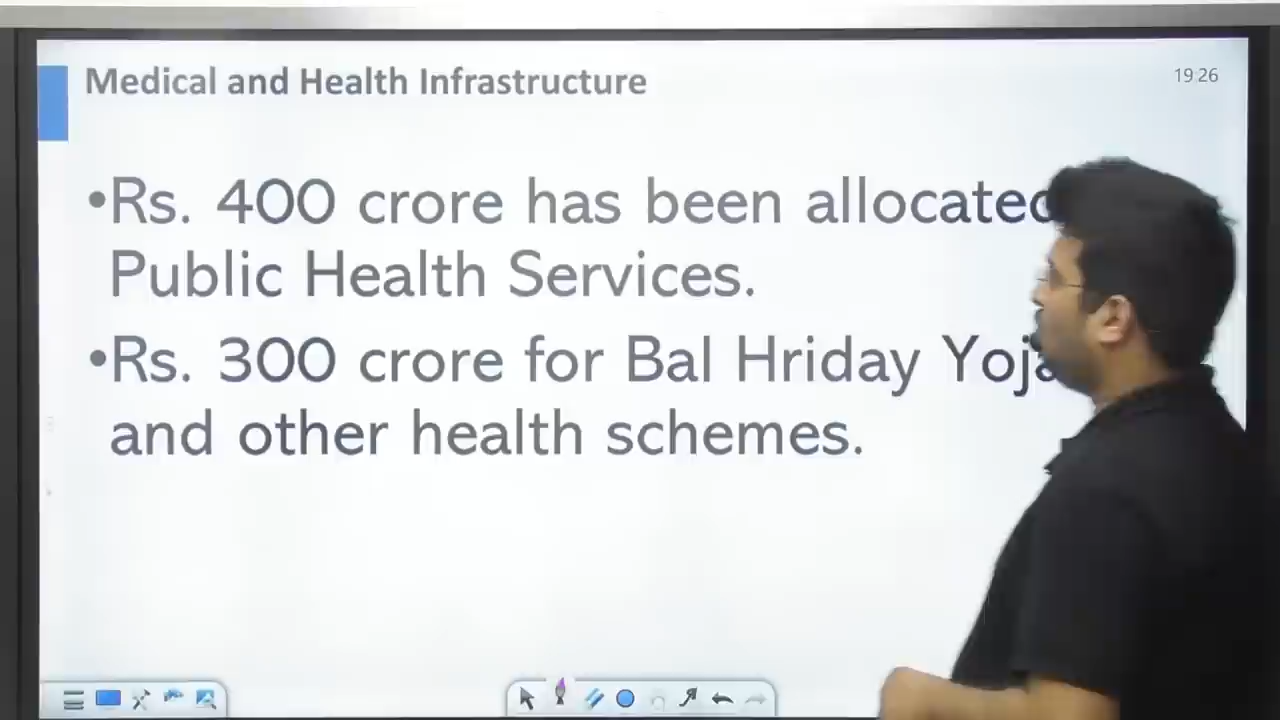 Medical and Health Infrastructure
19:26
•Rs. 400 crore has been allocated
Public Health Services.
•Rs. 300 crore for Bal Hriday
and other health schemes.